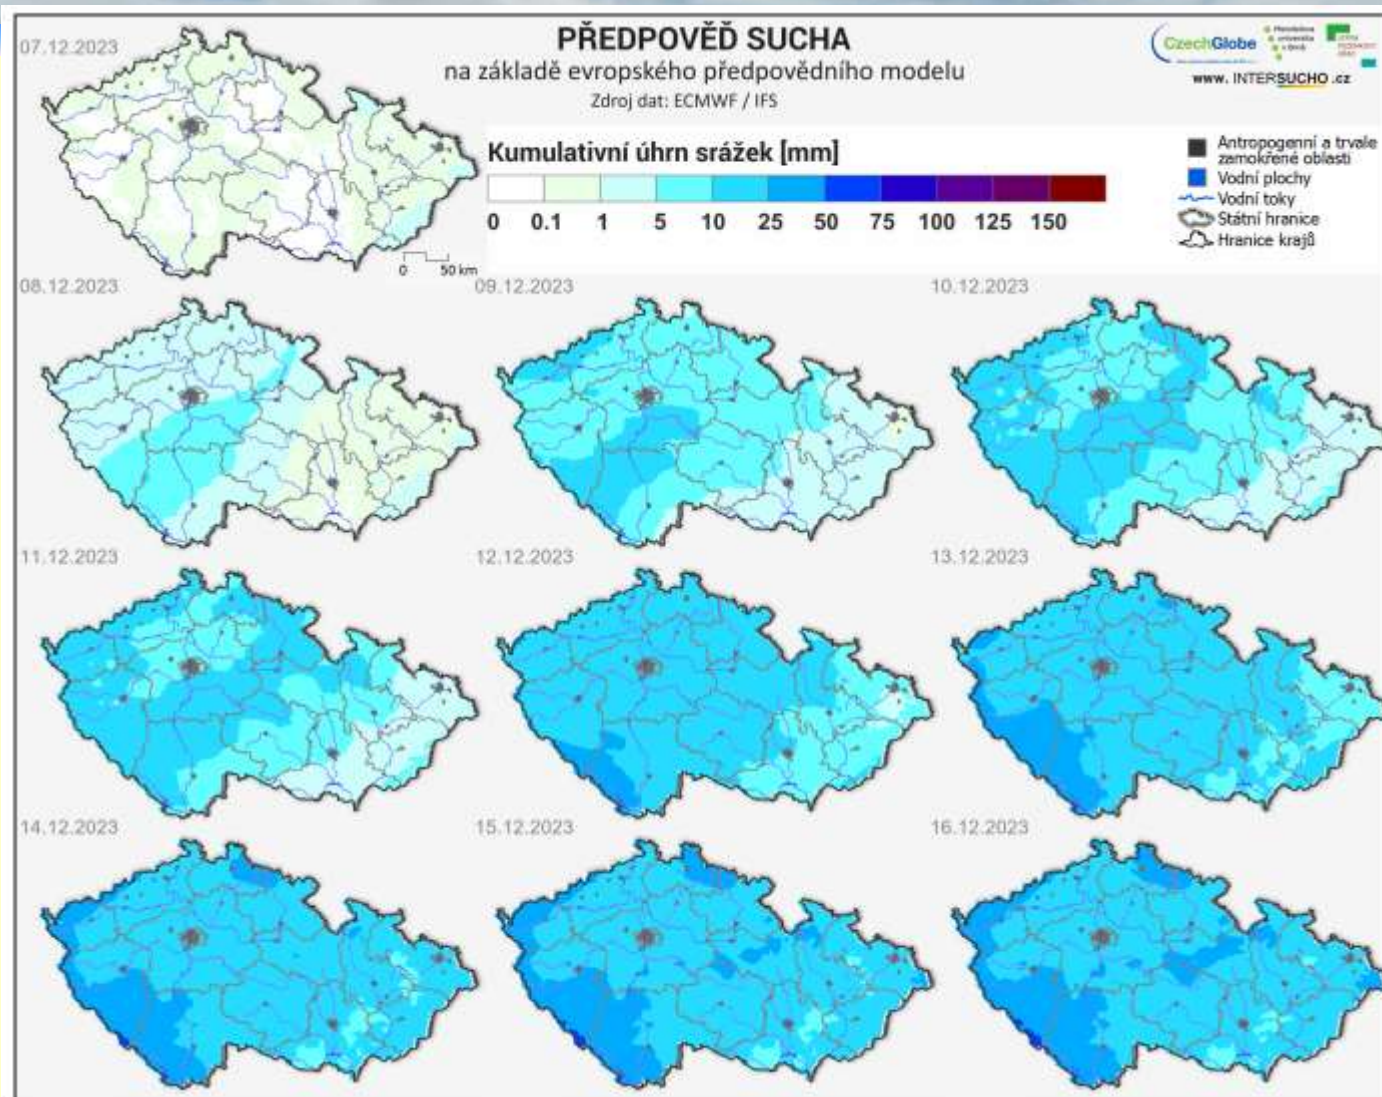 07.12.2023
PŘEDPOVĚĎ SUCHA
na základě evropského předpovědního modelu
Zdroj dat: ECMWF / IFS
CzechGlobe
www. INTERSUCHO .cz
Kumulativní úhrn srážek [mm]
0 0.1 1 5 10 25 50 75 100 125 150
Antropogenní a trvale
zamokřené oblasti
Vodní plochy
Vodní toky
Státní hranice
Hranice krajů
0 50 km
08.12.2023
09.12.2023
10.12.2023
11.12.2023
12.12.2023
13.12.2023
14.12.2023
15.12.2023
16.12.2023